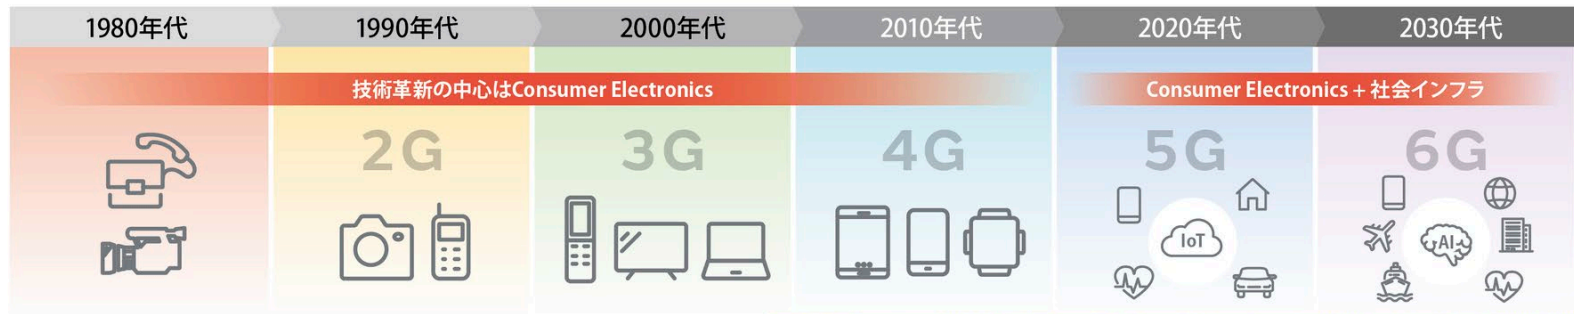 1980年代
1990年代
2000年代
2010年代
2020年代
2030年代
技術革新の中心はConsumer Electronics
Consumer Electronics + 社会インフラ
2G
3G
4G
5G
6G
IoT
AI